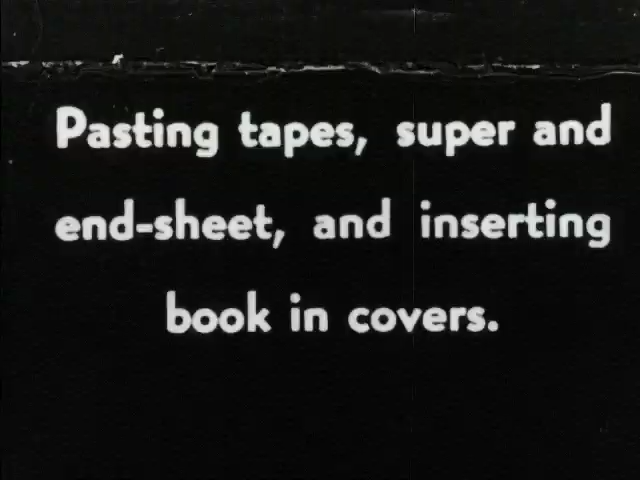 Pasting tapes, super and
end-sheet, and inserting
book in covers.